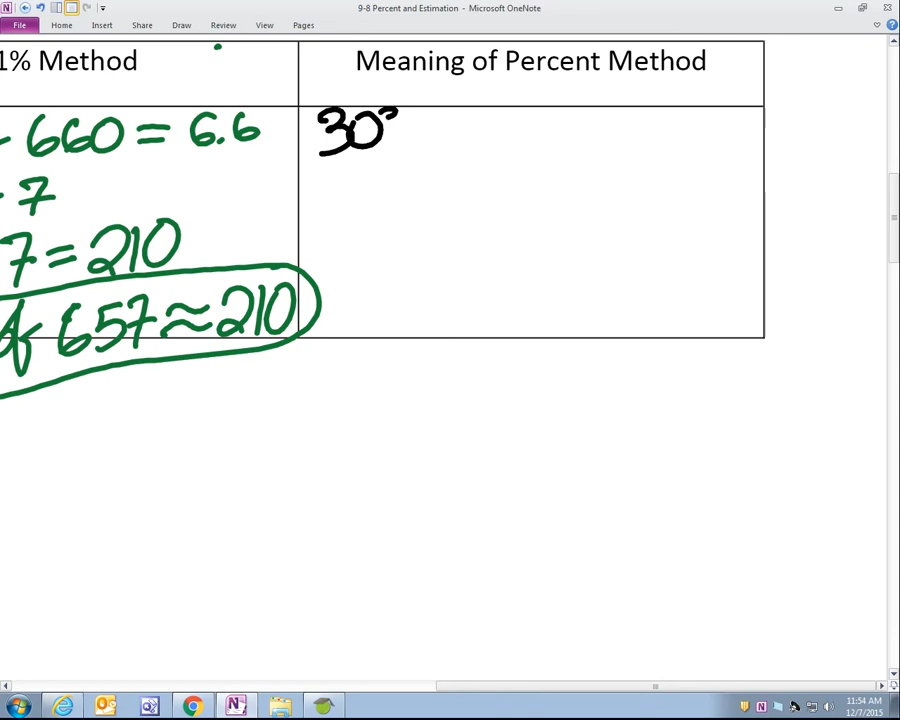 9-8 Percent and Estimation - Microsoft OneNote
File Home Insert Share Draw Review View Pages
1% Method
Meaning of Percent Method
660 = 6.6
7
7 = 210
of 657 ≈ 210
30
11:54 AM
12/7/2015